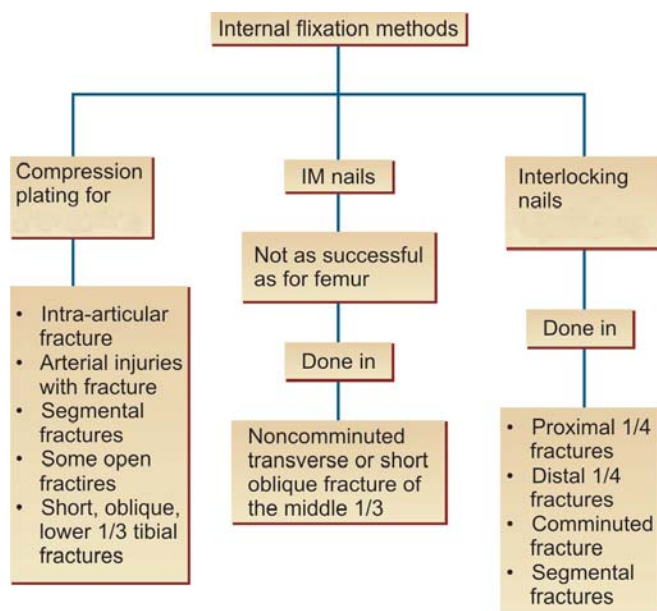 Internal flixation methods
Compression
plating for
• Intra-articular
fracture
• Arterial injuries
with fracture
• Segmental
fractures
• Some open
fractires
• Short, oblique,
lower 1/3 tibial
fractures
IM nails
Not as successful
as for femur
Done in
Noncomminuted
transverse or short
oblique fracture of
the middle 1/3
Interlocking
nails
Done in
• Proximal 1/4
fractures
• Distal 1/4
fractures
• Comminuted
fracture
• Segmental
fractures